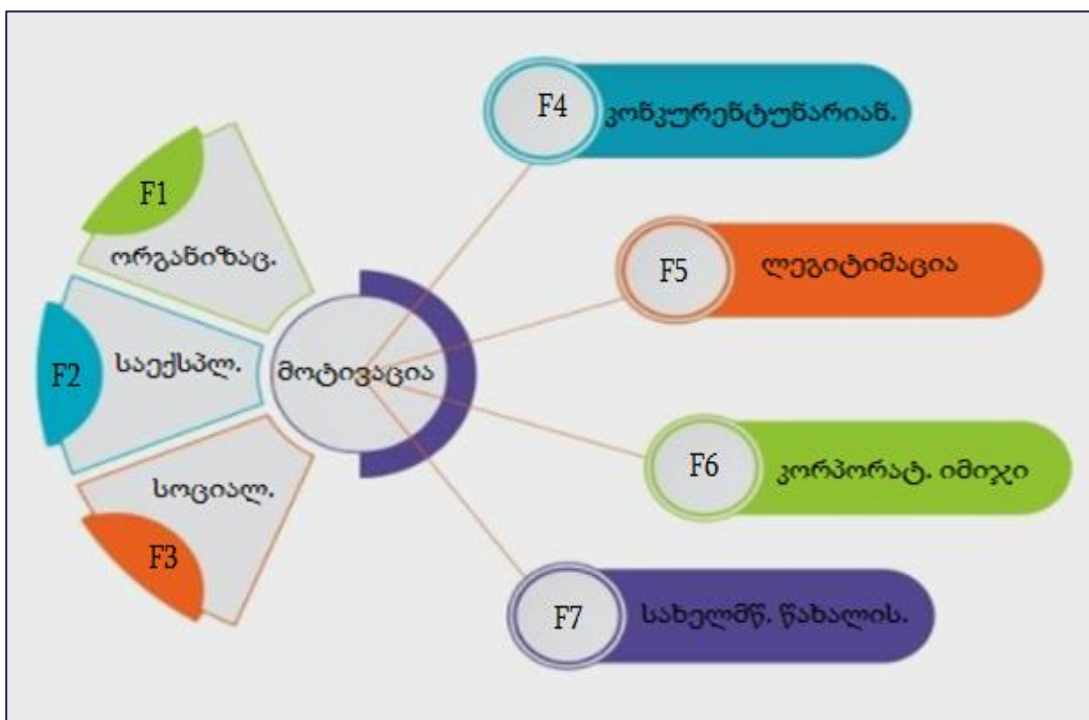 F1
ორგანიზაც.
F2
საექსპლ.
F3
სოციალ.
მოტივაცია
F4
კონკურენტუნარიან.
F5
ლეგიტიმაცია
F6
კორპორატ. იმიჯი
F7
სახელმწ. წახალის.